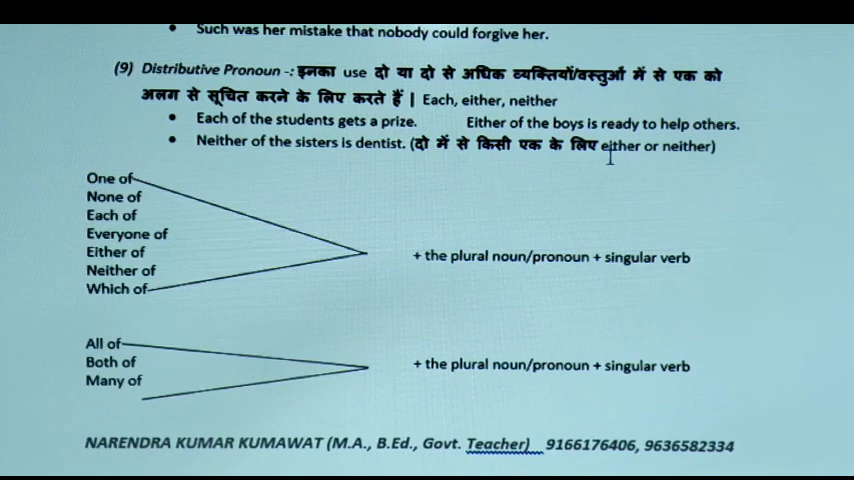 • Such was her mistake that nobody could forgive her.
(9) Distributive Pronoun -: इनका use दो या दो से अधिक व्यक्तियों/वस्तुओं में से एक को
अलग से सूचित करने के लिए करते हैं | Each, either, neither
• Each of the students gets a prize. Either of the boys is ready to help others.
• Neither of the sisters is dentist. (दो में से किसी एक के लिए either or neither)
One of
None of
Each of
Everyone of
Either of
Neither of
Which of
+ the plural noun/pronoun + singular verb
All of
Both of
Many of
+ the plural noun/pronoun + singular verb
NARENDRA KUMAR KUMAWAT (M.A., B.Ed., Govt. Teacher) 9166176406, 9636582334